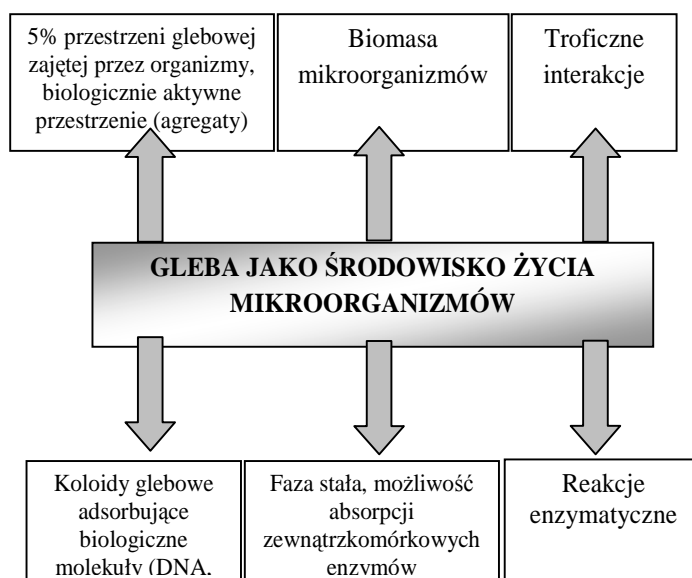 5% przestrzeni glebowej
zajętej przez organizmy,
biologicznie aktywne
przestrzenie (agregaty)
Biomasa
mikroorganizmów
Troficzne
interakcje
GLEBA JAKO ŚRODOWISKO ŻYCIA
MIKROORGANIZMÓW
Koloidy glebowe
adsorbujące
biologiczne
molekuły (DNA,
Faza stała, możliwość
absorpcji
zewnątrzkomórkowych
enzymów
Reakcje
enzymatyczne